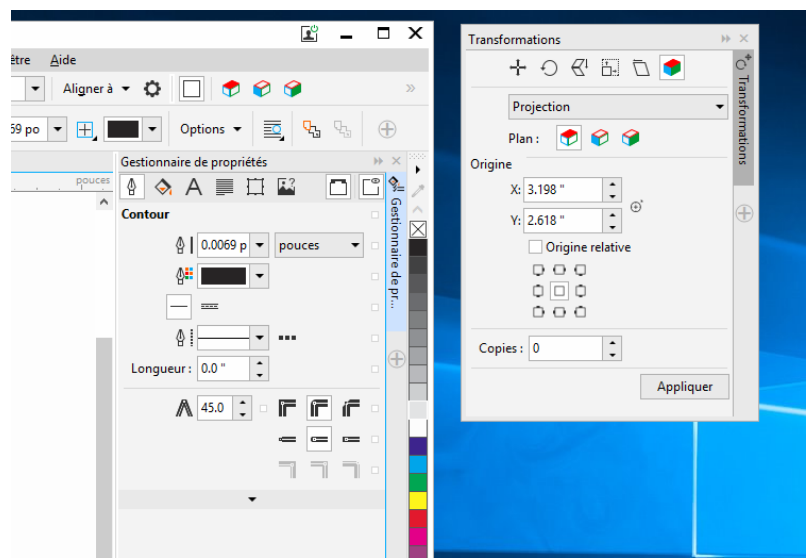 être Aide
Aligner à
69 po Options
Gestionnaire de propriétés
pouces
Contour
0.0069 p pouces
Longueur : 0.0 "
45.0
Gestionnaire de pr...
Transformations
Projection
Plan :
Origine
X: 3.198 "
Y: 2.618 "
Origine relative
Copies : 0
Appliquer
Transformations